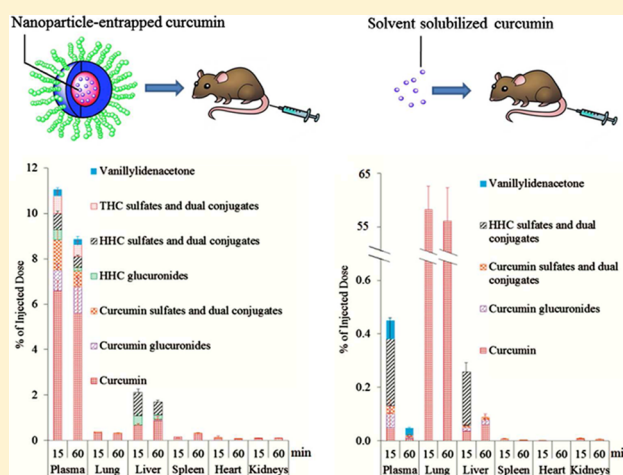 Nanoparticle-entrapped curcumin
Solvent solubilized curcumin
12
10
8
6
4
2
0
% of Injected Dose
Vanillylidenacetone
THC sulfates and dual conjugates
HHC sulfates and dual conjugates
HHC glucuronides
Curcumin sulfates and dual conjugates
Curcumin glucuronides
Curcumin
15 60 15 60 15 60 15 60 15 60 15 60 min
Plasma Lung Liver Spleen Heart Kidneys
65
55
0.6
0.4
0.2
0.0
% of Injected Dose
Vanillylidenacetone
HHC sulfates and dual
conjugates
Curcumin sulfates and dual
conjugates
Curcumin glucuronides
Curcumin
15 60 15 60 15 60 15 60 15 60 15 60 min
Plasma Lung Liver Spleen Heart Kidneys